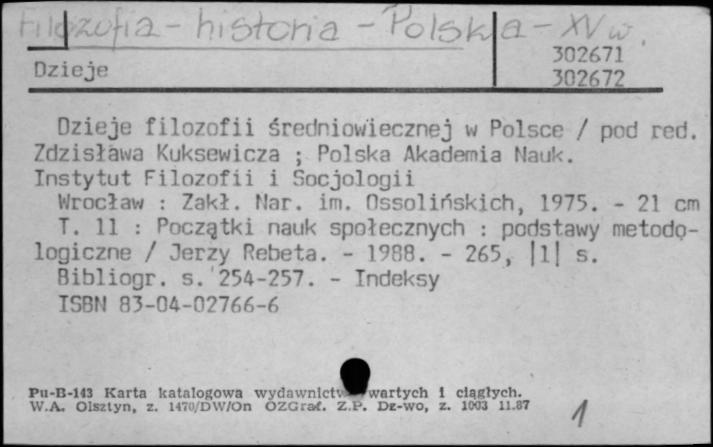 Filozofia - historia - Polska - XV w.
302671
Dzieje
302672
Dzieje filozofii średniowiecznej w Polsce / pod red.
Zdzisława Kuksewicza ; Polska Akademia Nauk.
Instytut Filozofii i Socjologii
Wrocław : Zakł. Nar. im. Ossolińskich, 1975. - 21 cm
T. 11 : Początki nauk społecznych : podstawy metodo-
logiczne / Jerzy Rebeta. - 1988. - 265, |1| s.
Bibliogr. s. 254-257. - Indeksy
ISBN 83-04-02766-6
Pu-B-143 Karta katalogowa wydawnictw zwartych i ciągłych.
W.A. Olsztyn, z. 1470/DW/On OZGraf. Z.P. Dz-wo, z. 1003 11.87
1